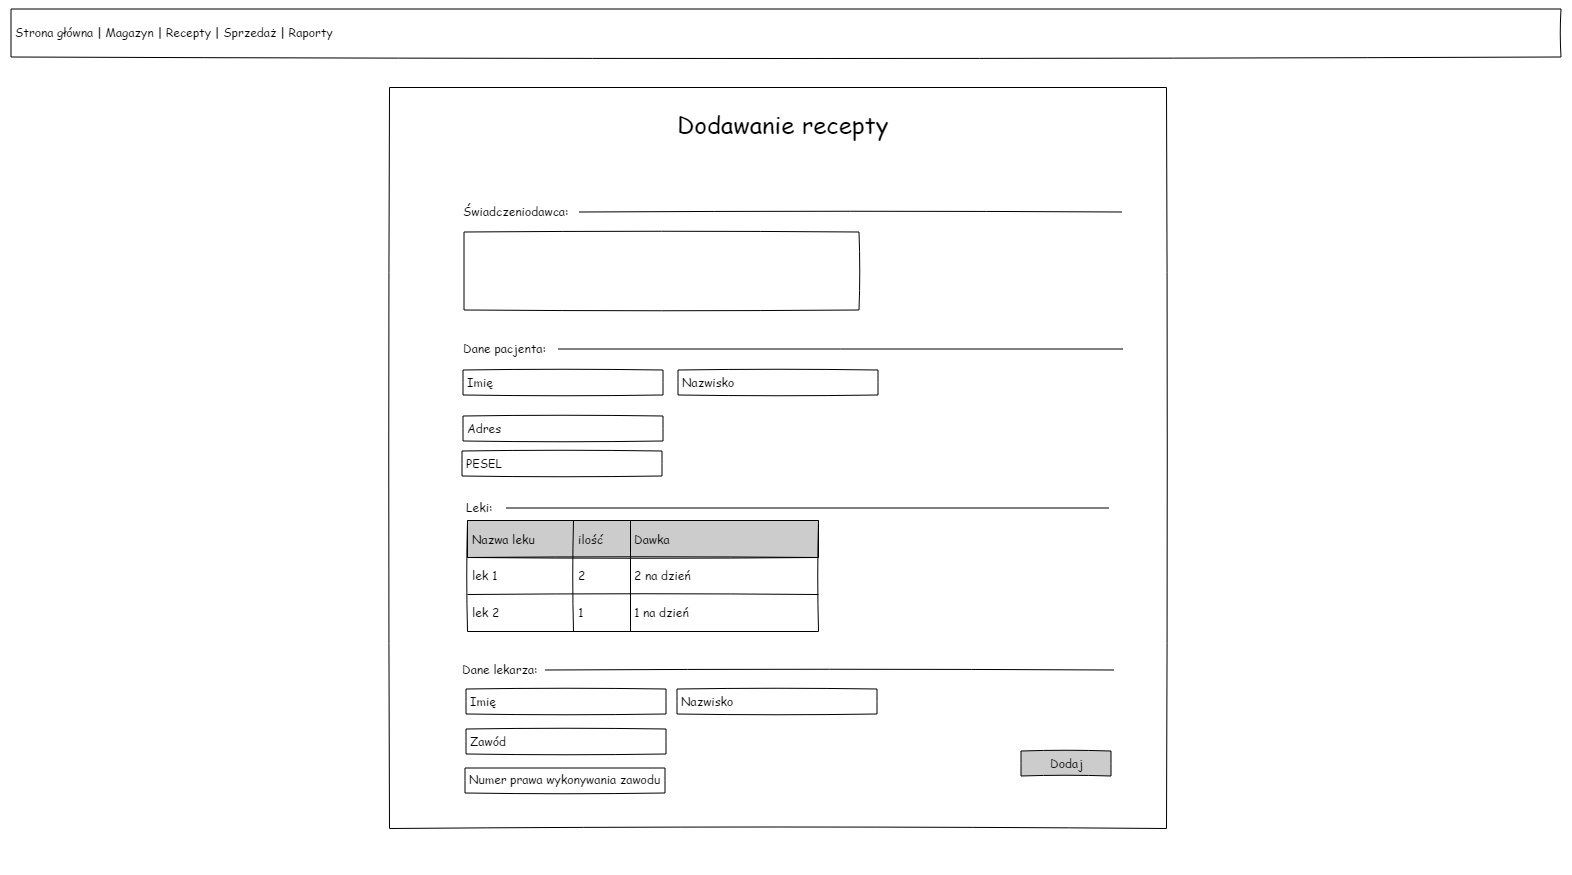 Strona główna | Magazyn | Recepty | Sprzedaż | Raporty
Dodawanie recepty
Świadczeniodawca:
Dane pacjenta:
Imię Nazwisko
Adres
PESEL
Leki:
Nazwa leku ilość Dawka
lek 1 2 2 na dzień
lek 2 1 1 na dzień
Dane lekarza:
Imię Nazwisko
Zawód
Dodaj
Numer prawa wykonywania zawodu